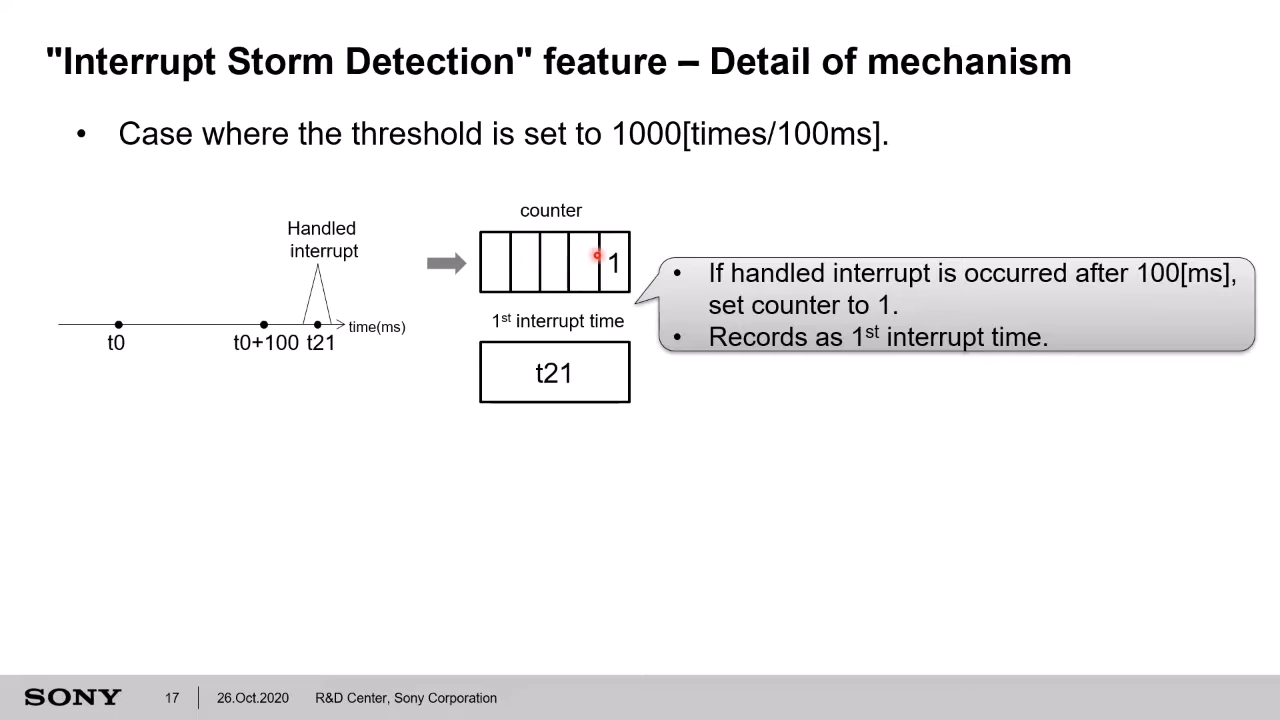 "Interrupt Storm Detection" feature – Detail of mechanism
• Case where the threshold is set to 1000[times/100ms].
Handled
interrupt
time(ms)
t0
t0+100
t21
counter
1
1st interrupt time
t21
• If handled interrupt is occurred after 100[ms],
set counter to 1.
• Records as 1st interrupt time.
SONY
17
26.Oct.2020
R&D Center, Sony Corporation